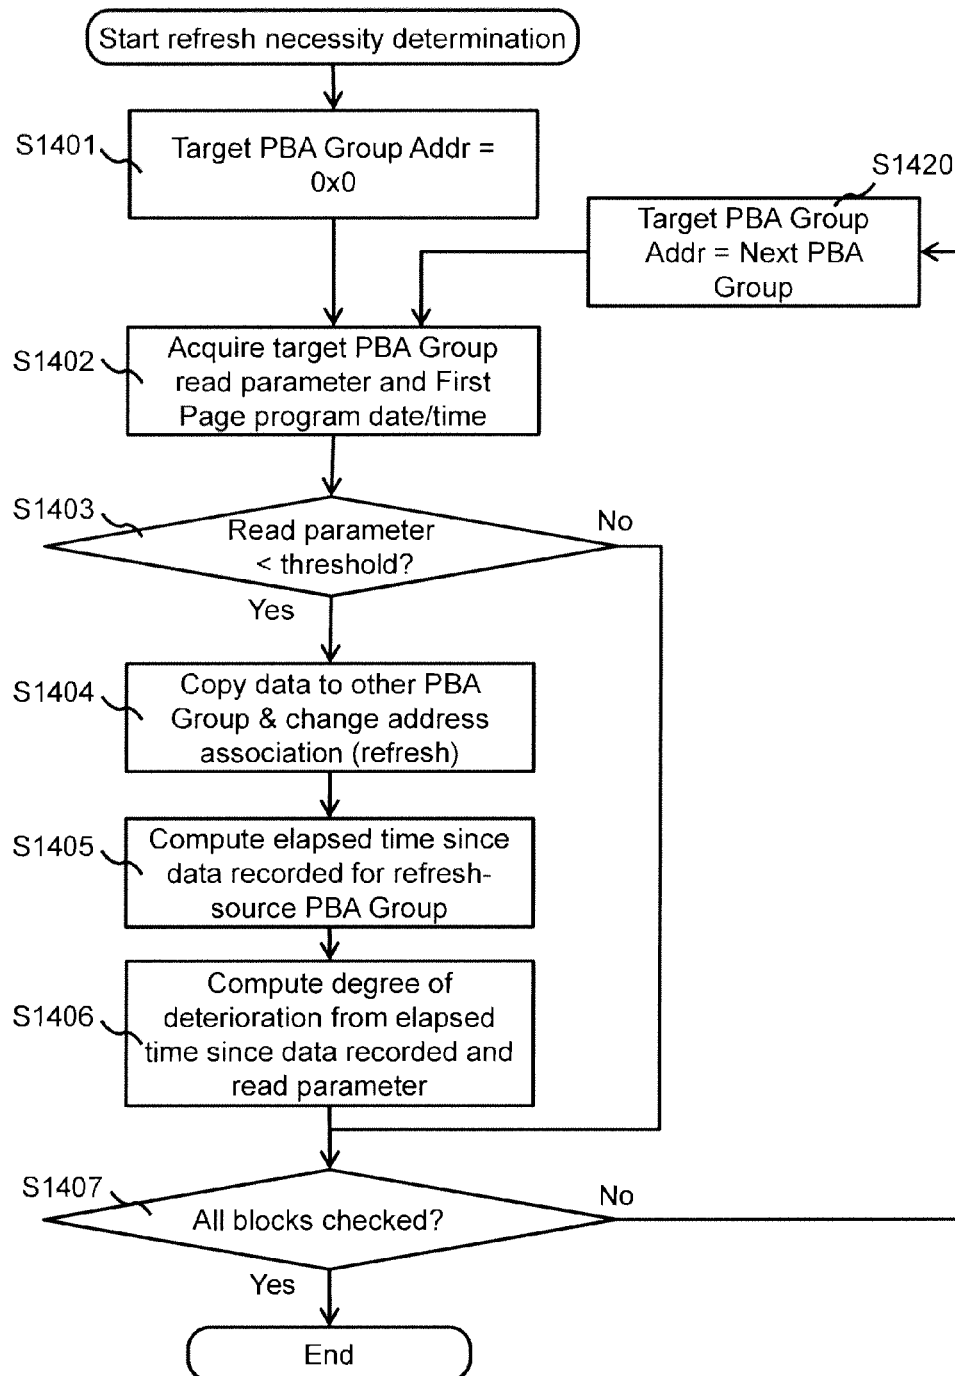 Start refresh necessity determination
S1401
Target PBA Group Addr =
0x0
S1420
Target PBA Group
Addr = Next PBA
Group
S1402
Acquire target PBA Group
read parameter and First
Page program date/time
S1403
Read parameter
< threshold?
No
Yes
S1404
Copy data to other PBA
Group & change address
association (refresh)
S1405
Compute elapsed time since
data recorded for refresh-
source PBA Group
S1406
Compute degree of
deterioration from elapsed
time since data recorded and
read parameter
S1407
All blocks checked?
No
Yes
End